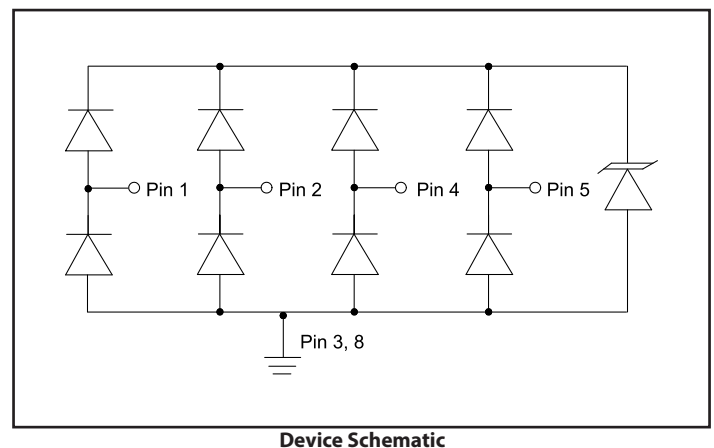 Pin 1
Pin 2
Pin 4
Pin 5
Pin 3, 8
Device Schematic